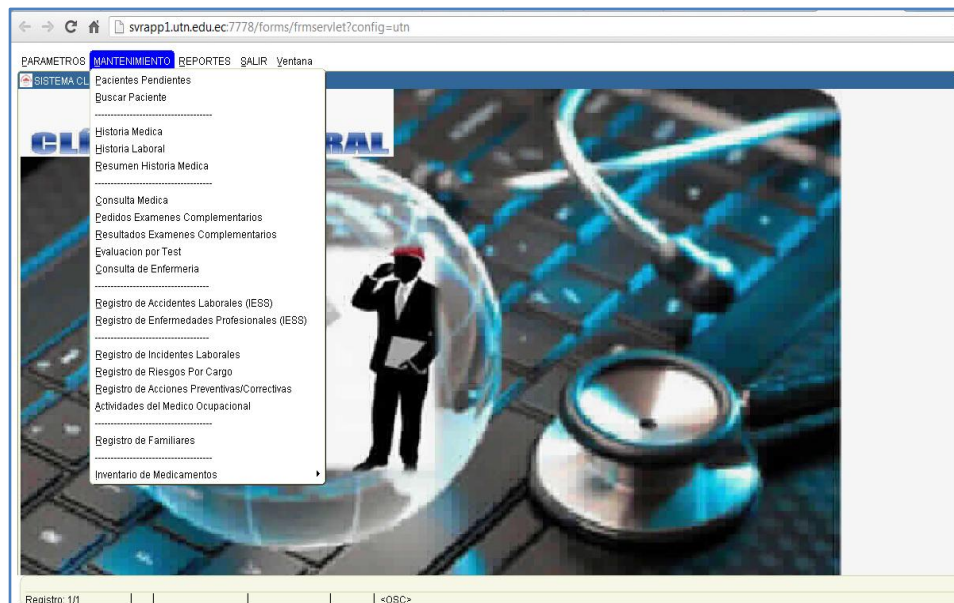 svrapp1.utn.edu.ec:7778/forms/frmservlet?config=utn
PARAMETROS MANTENIMIENTO REPORTES SALIR Ventana
SISTEMA CL
Pacientes Pendientes
Buscar Paciente
------------------------------------
Historia Medica
Historia Laboral
Resumen Historia Medica
------------------------------------
Consulta Medica
Pedidos Examenes Complementarios
Resultados Examenes Complementarios
Evaluacion por Test
Consulta de Enfermeria
------------------------------------
Registro de Accidentes Laborales (IESS)
Registro de Enfermedades Profesionales (IESS)
------------------------------------
Registro de Incidentes Laborales
Registro de Riesgos Por Cargo
Registro de Acciones Preventivas/Correctivas
Actividades del Medico Ocupacional
------------------------------------
Registro de Familiares
------------------------------------
Inventario de Medicamentos
CLÍ RAL
Registro: 1/1 <OSC>